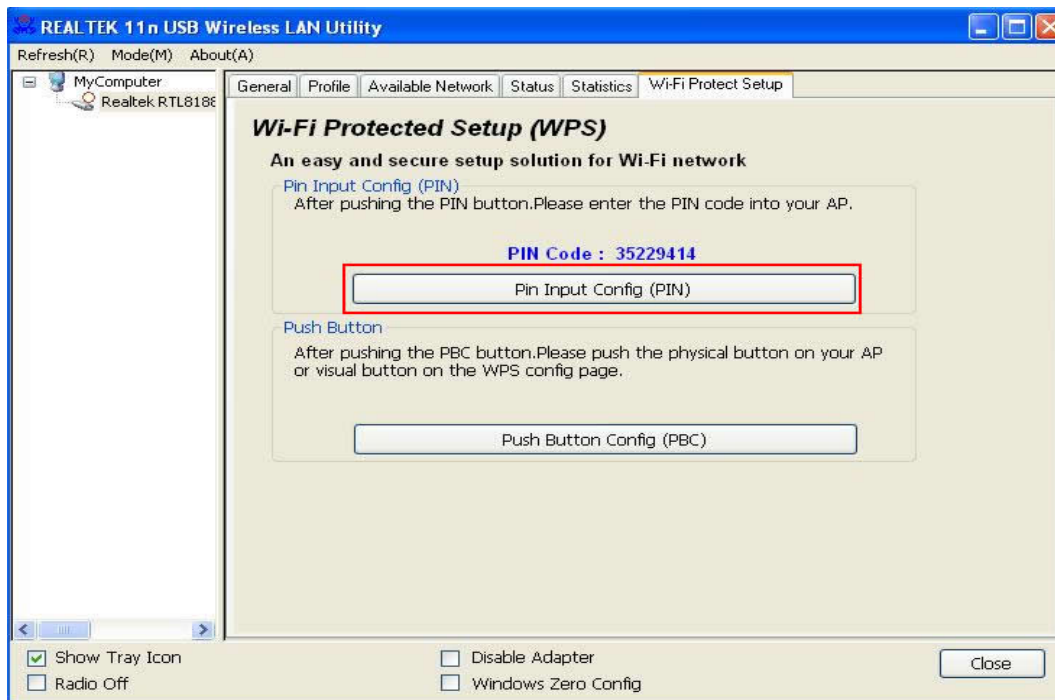 REALTEK 11n USB Wireless LAN Utility
Refresh(R) Mode(M) About(A)
MyComputer
Realtek RTL8188
General Profile Available Network Status Statistics Wi-Fi Protect Setup
Wi-Fi Protected Setup (WPS)
An easy and secure setup solution for Wi-Fi network
Pin Input Config (PIN)
After pushing the PIN button.Please enter the PIN code into your AP.
PIN Code : 35229414
Pin Input Config (PIN)
Push Button
After pushing the PBC button.Please push the physical button on your AP
or visual button on the WPS config page.
Push Button Config (PBC)
Show Tray Icon Disable Adapter
Radio Off Windows Zero Config
Close